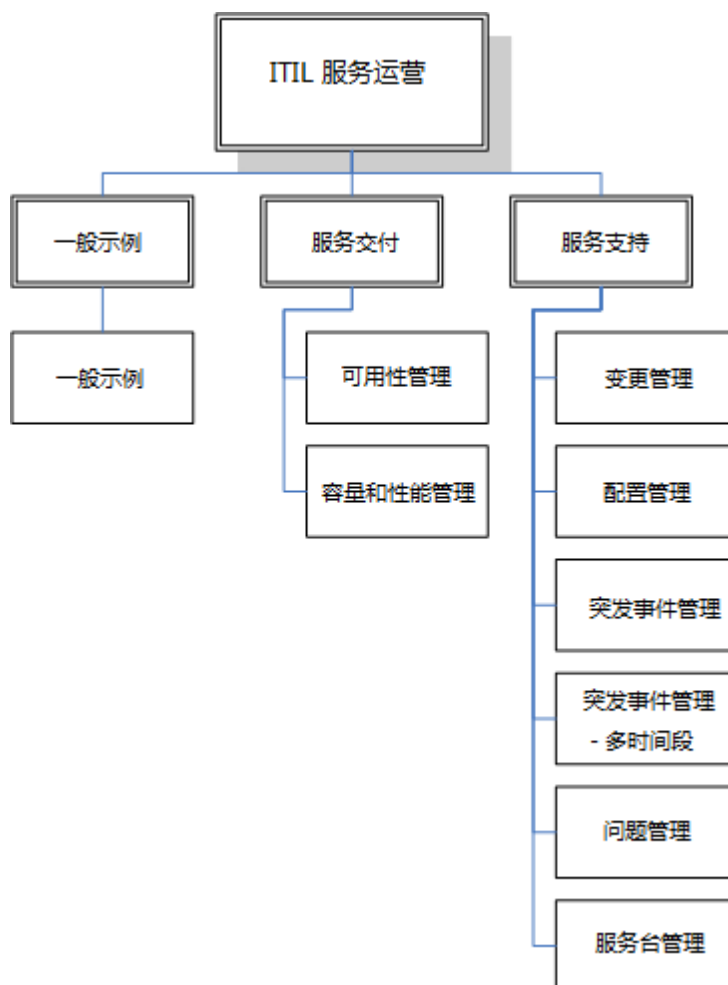 ITIL 服务运营
一般示例
服务交付
服务支持
一般示例
可用性管理
变更管理
容量和性能管理
配置管理
突发事件管理
突发事件管理
- 多时间段
问题管理
服务台管理